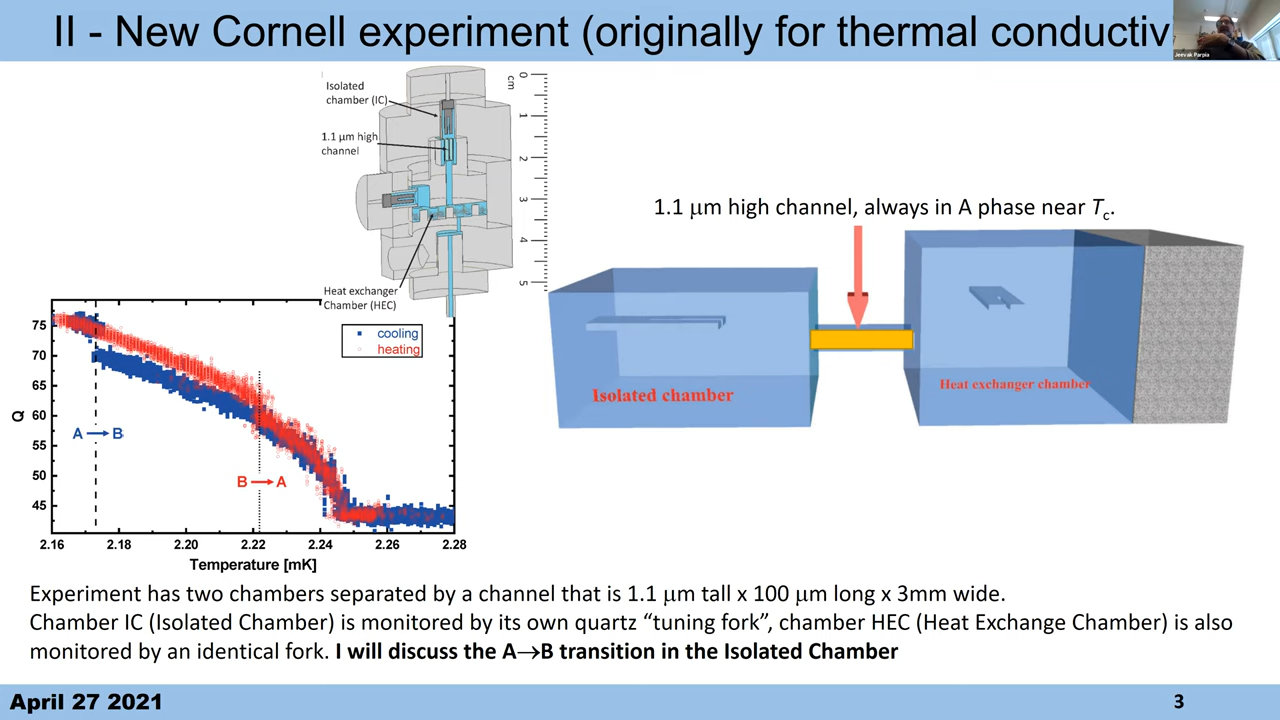 II - New Cornell experiment (originally for thermal conductiv
Jeevak Parpia
Isolated
chamber (IC)
1.1 μm high
channel
Heat exchanger
Chamber (HEC)
cm
0
1
2
3
4
5
1.1 μm high channel, always in A phase near Tc.
Isolated chamber
Heat exchanger chamber
cooling
heating
Q
75
70
65
60
55
50
45
A → B
B → A
2.16 2.18 2.20 2.22 2.24 2.26 2.28
Temperature [mK]
Experiment has two chambers separated by a channel that is 1.1 μm tall x 100 μm long x 3mm wide.
Chamber IC (Isolated Chamber) is monitored by its own quartz “tuning fork”, chamber HEC (Heat Exchange Chamber) is also
monitored by an identical fork. I will discuss the A→B transition in the Isolated Chamber
April 27 2021
3